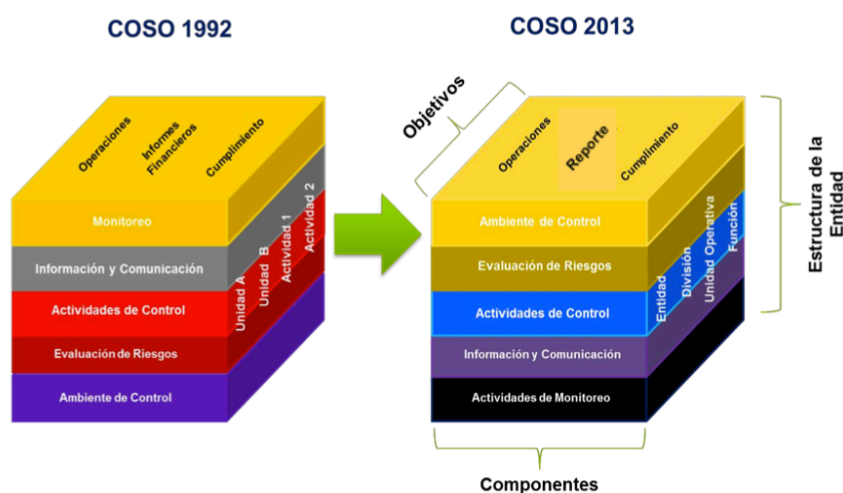 COSO 1992
COSO 2013
Operaciones
Informes
Financieros
Cumplimiento
Monitoreo
Información y Comunicación
Actividades de Control
Evaluación de Riesgos
Ambiente de Control
Unidad A
Unidad B
Actividad 1
Actividad 2
Objetivos
Operaciones
Reporte
Cumplimiento
Ambiente de Control
Evaluación de Riesgos
Actividades de Control
Información y Comunicación
Actividades de Monitoreo
Entidad
División
Unidad Operativa
Función
Estructura de la
Entidad
Componentes